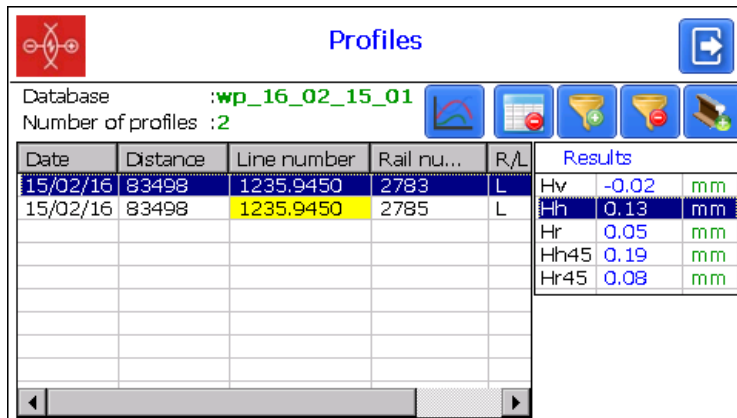 Profiles
Database :wp_16_02_15_01
Number of profiles :2
Date Distance Line number Rail nu... R/L
15/02/16 83498 1235.9450 2783 L
15/02/16 83498 1235.9450 2785 L
Results
Hv -0.02 mm
Hh 0.13 mm
Hr 0.05 mm
Hh45 0.19 mm
Hr45 0.08 mm